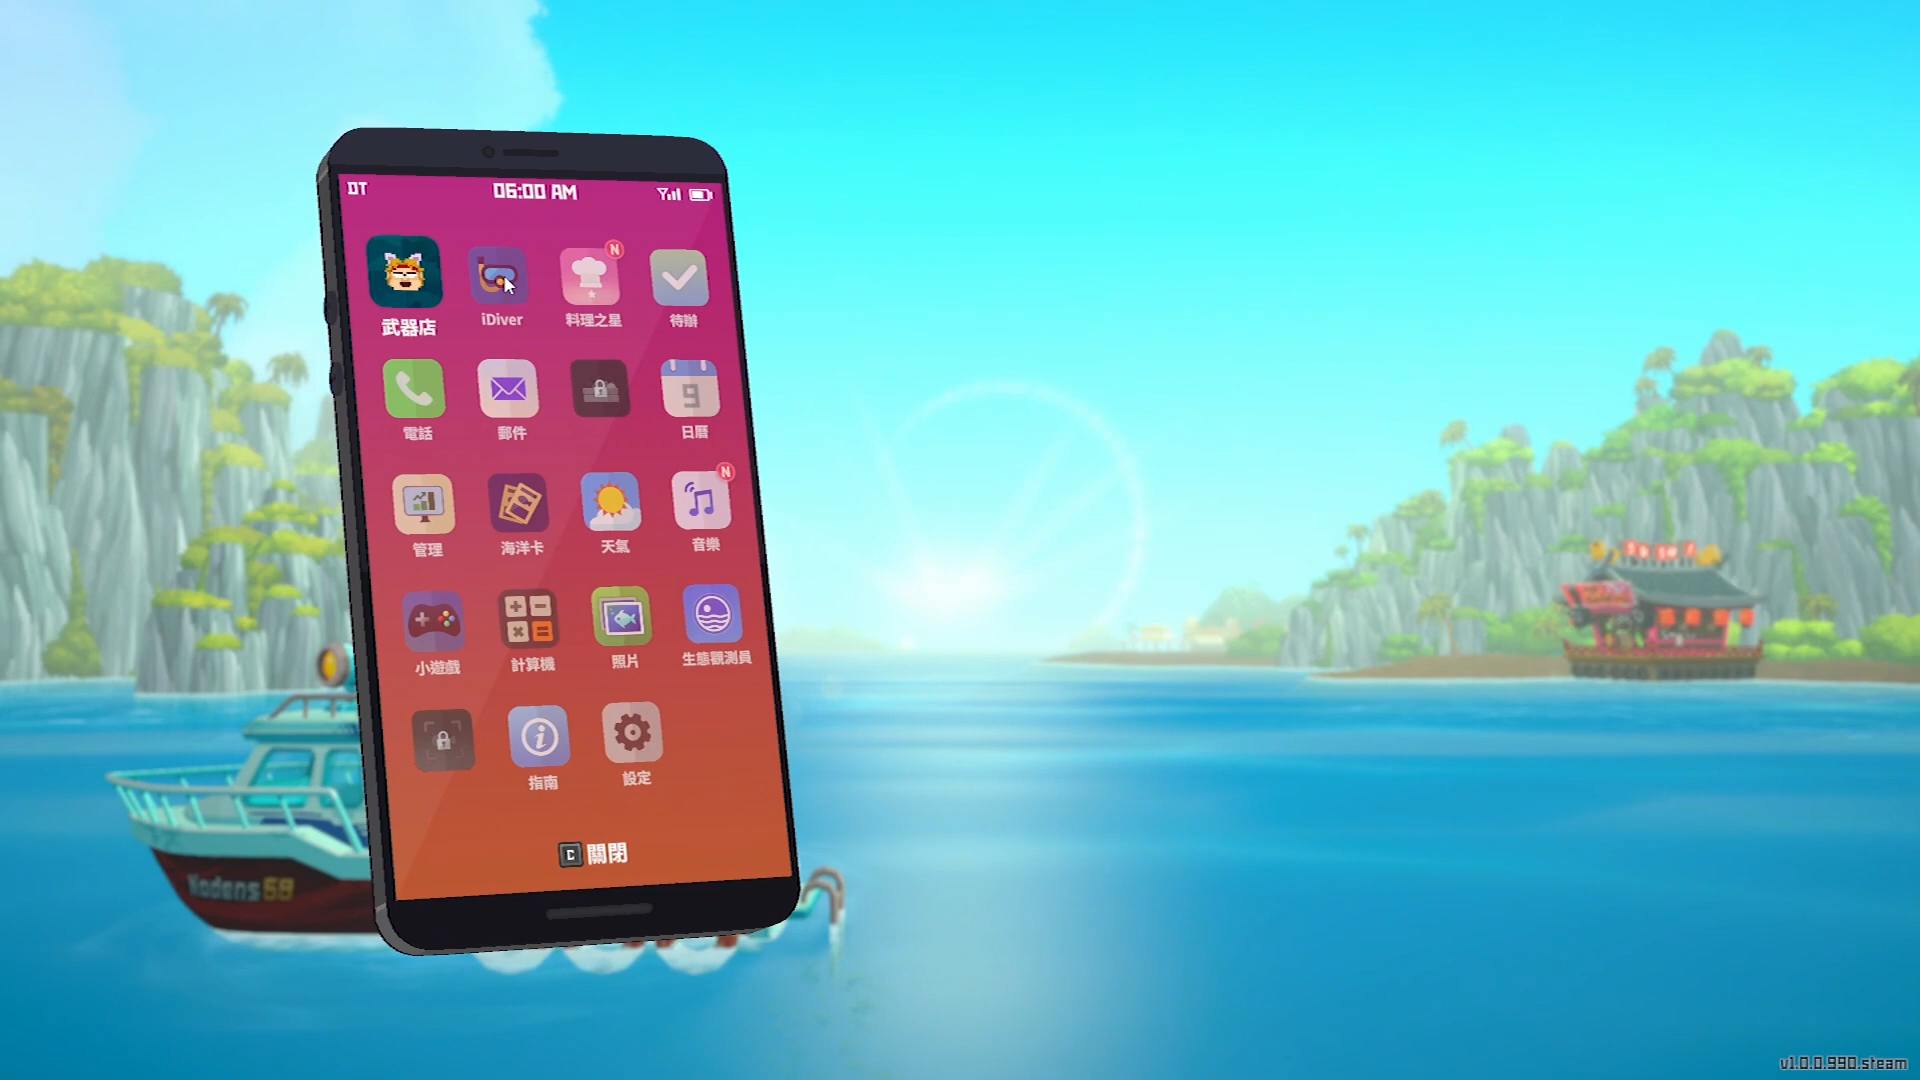 DT 06:00 AM
武器店 iDiver 料理之星 待辦
N
電話 郵件 日曆
9
管理 海洋卡 天氣 音樂
N
小遊戲 計算機 照片 生態觀測員
指南 設定
C 關閉
Nadens 68
v1.0.0.990.steam